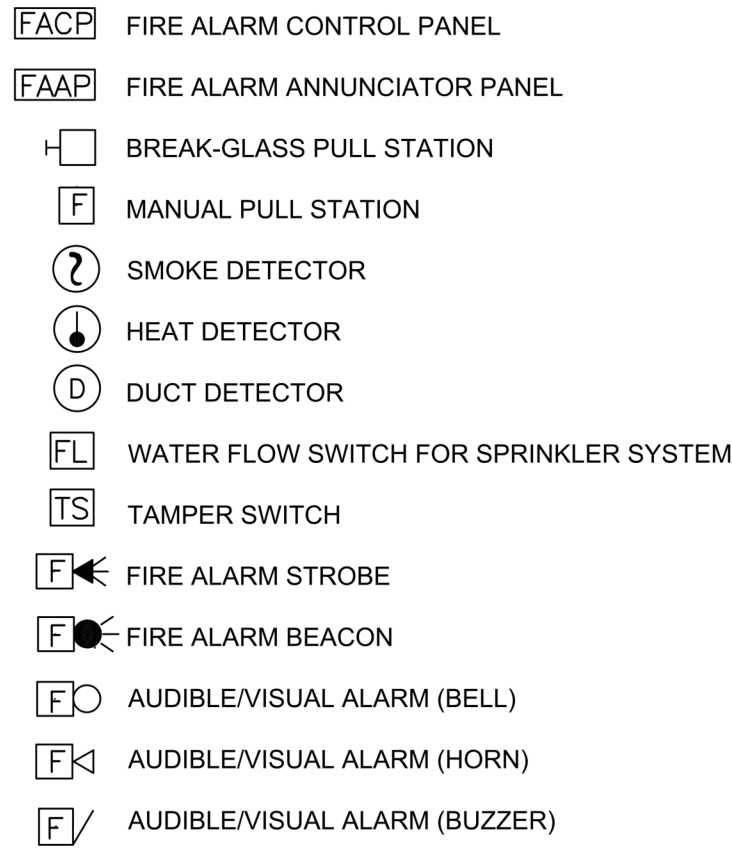 FACP FIRE ALARM CONTROL PANEL
FAAP FIRE ALARM ANNUNCIATOR PANEL
BREAK-GLASS PULL STATION
F MANUAL PULL STATION
SMOKE DETECTOR
HEAT DETECTOR
D DUCT DETECTOR
FL WATER FLOW SWITCH FOR SPRINKLER SYSTEM
TS TAMPER SWITCH
F FIRE ALARM STROBE
F FIRE ALARM BEACON
F AUDIBLE/VISUAL ALARM (BELL)
F AUDIBLE/VISUAL ALARM (HORN)
F AUDIBLE/VISUAL ALARM (BUZZER)